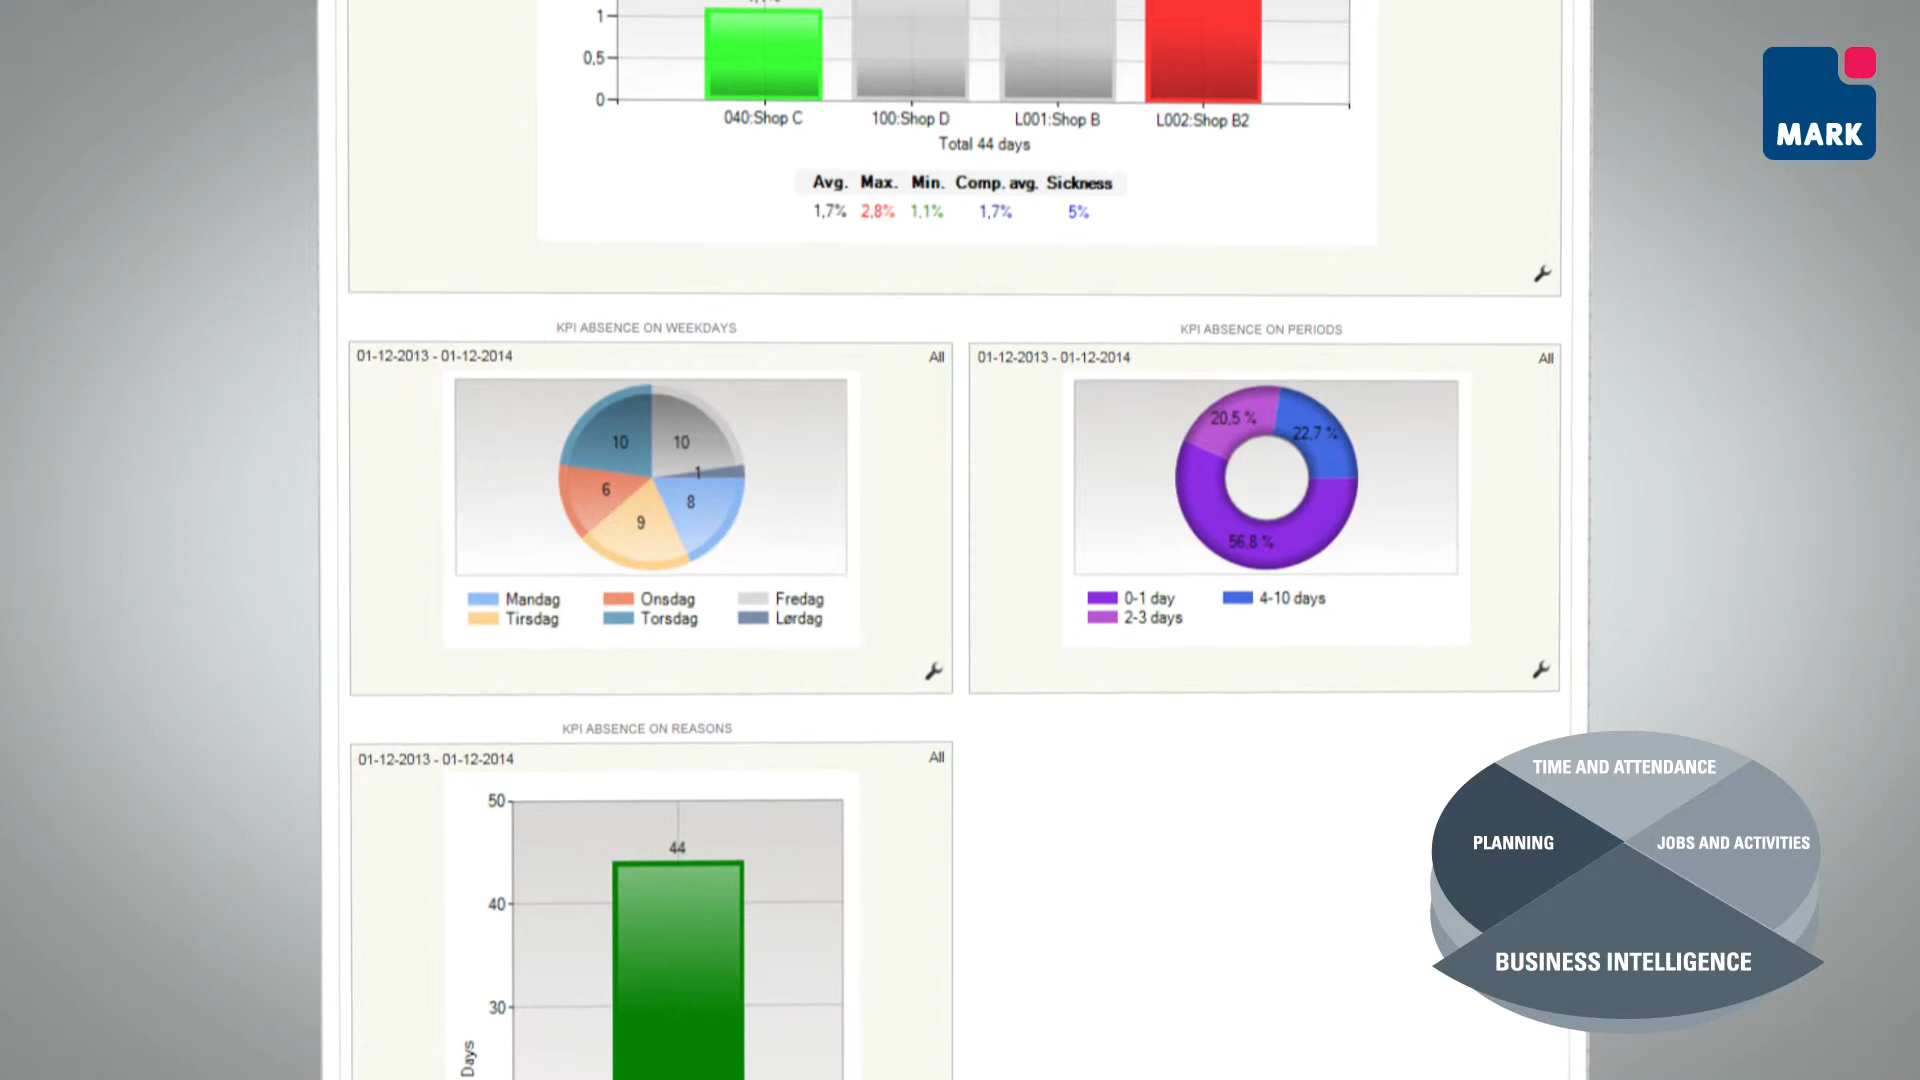 1
0,5
0
040:Shop C
100:Shop D
L001:Shop B
L002:Shop B2
Total 44 days
Avg. Max. Min. Comp. avg. Sickness
1,7% 2,8% 1,1% 1,7% 5%
MARK
KPI ABSENCE ON WEEKDAYS
01-12-2013 - 01-12-2014
All
10
10
1
6
8
9
Mandag
Onsdag
Fredag
Tirsdag
Torsdag
Lørdag
KPI ABSENCE ON PERIODS
01-12-2013 - 01-12-2014
All
20,5 %
22,7 %
56,8 %
0-1 day
4-10 days
2-3 days
KPI ABSENCE ON REASONS
01-12-2013 - 01-12-2014
All
50
44
40
30
Days
TIME AND ATTENDANCE
PLANNING
JOBS AND ACTIVITIES
BUSINESS INTELLIGENCE